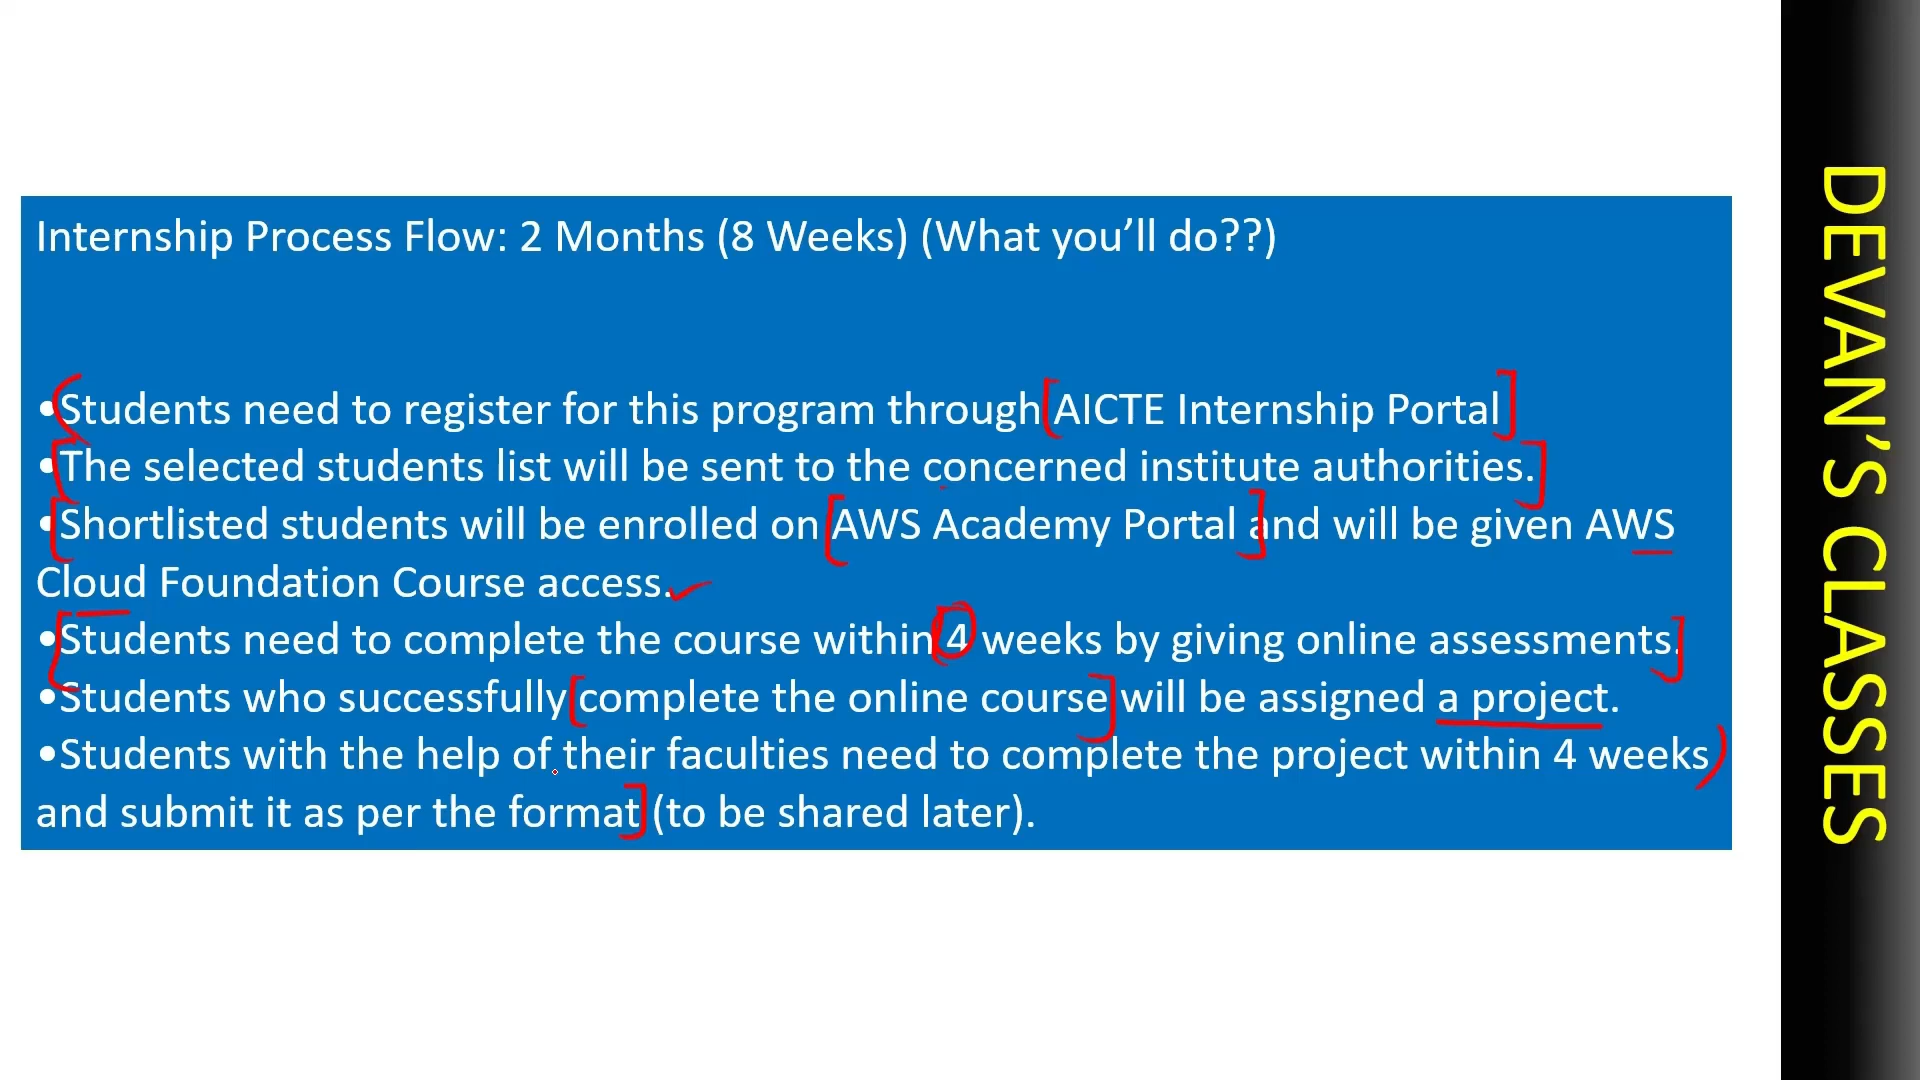 Internship Process Flow: 2 Months (8 Weeks) (What you’ll do??)
•Students need to register for this program through AICTE Internship Portal
•The selected students list will be sent to the concerned institute authorities.
•Shortlisted students will be enrolled on AWS Academy Portal and will be given AWS
Cloud Foundation Course access.
•Students need to complete the course within 4 weeks by giving online assessments.
•Students who successfully complete the online course will be assigned a project.
•Students with the help of their faculties need to complete the project within 4 weeks
and submit it as per the format (to be shared later).
DEVAN’S CLASSES